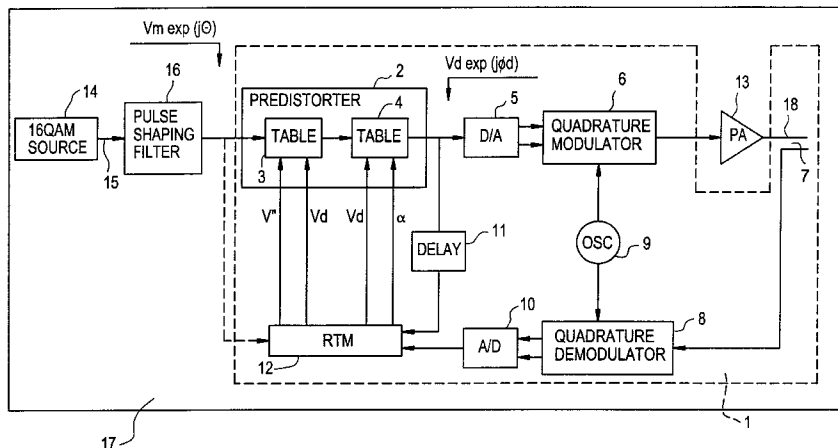 Vm exp (jΘ)
Vd exp (jød)
14
16
2
4
5
6
13
PREDISTORTER
16QAM
SOURCE
PULSE
SHAPING
FILTER
TABLE
TABLE
D/A
QUADRATURE
MODULATOR
PA
18
7
15
3
V"
Vd
Vd
α
DELAY
11
OSC
9
10
8
RTM
A/D
QUADRATURE
DEMODULATOR
12
17
1